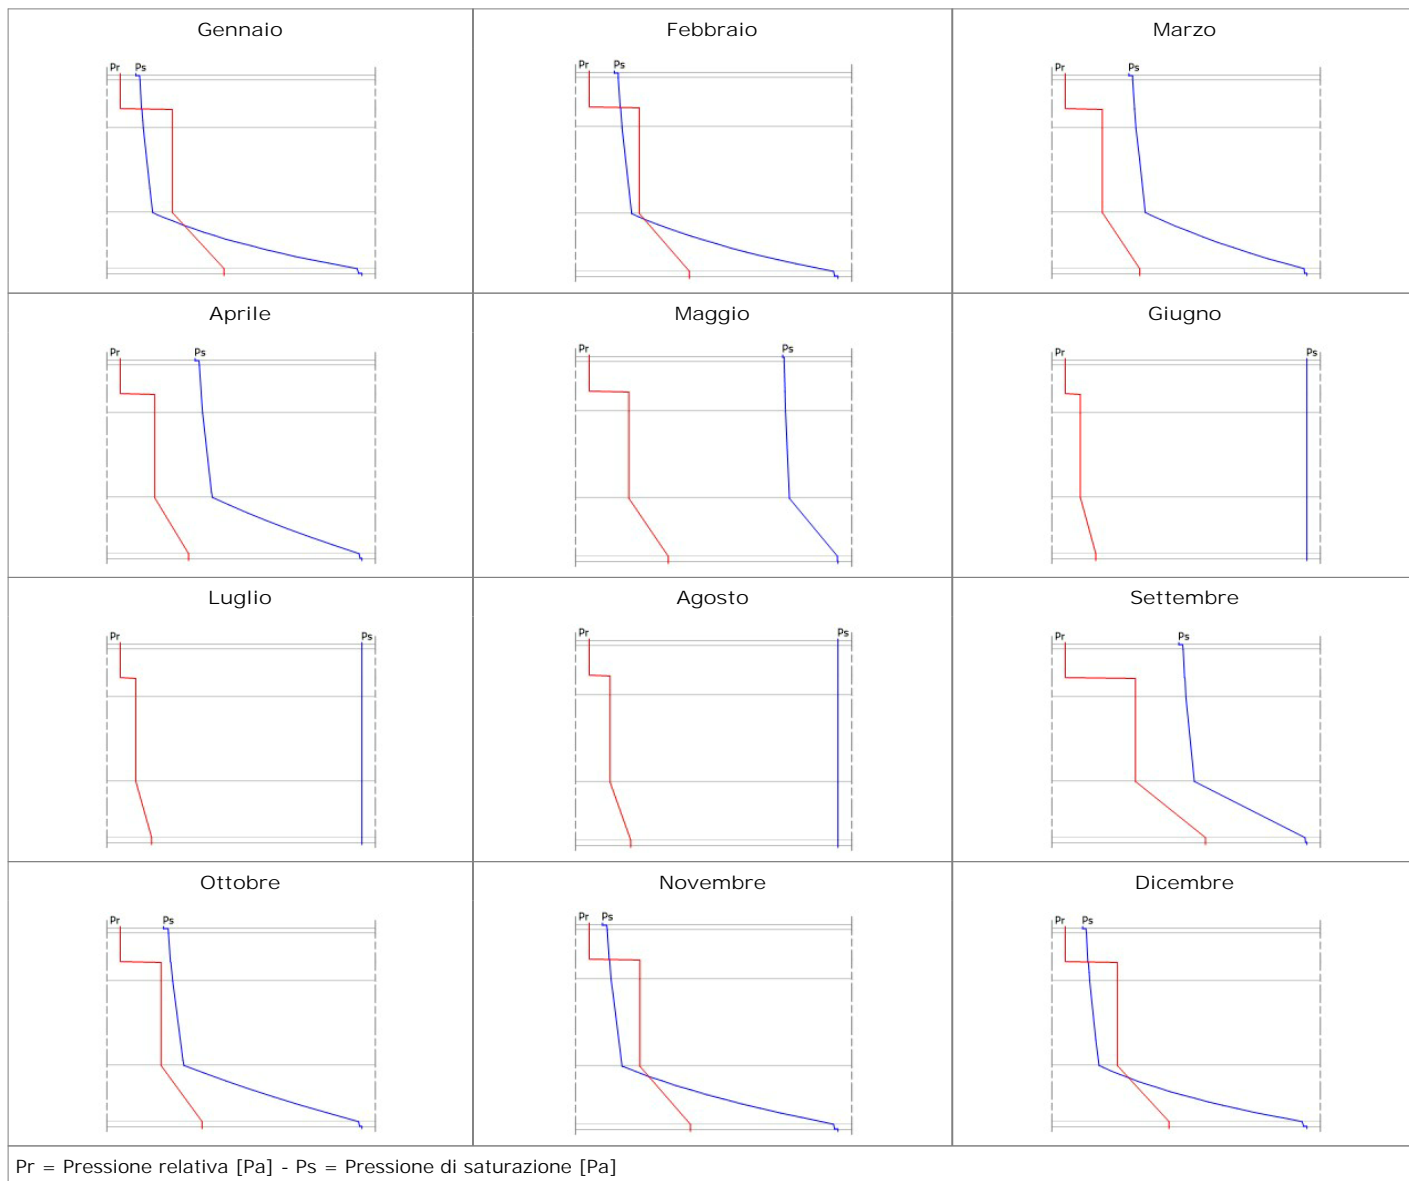 Gennaio
Febbraio
Marzo
Pr Ps
Pr Ps
Pr Ps
Aprile
Maggio
Giugno
Pr Ps
Pr Ps
Pr Ps
Luglio
Agosto
Settembre
Pr Ps
Pr Ps
Pr Ps
Ottobre
Novembre
Dicembre
Pr Ps
Pr Ps
Pr Ps
Pr = Pressione relativa [Pa] - Ps = Pressione di saturazione [Pa]